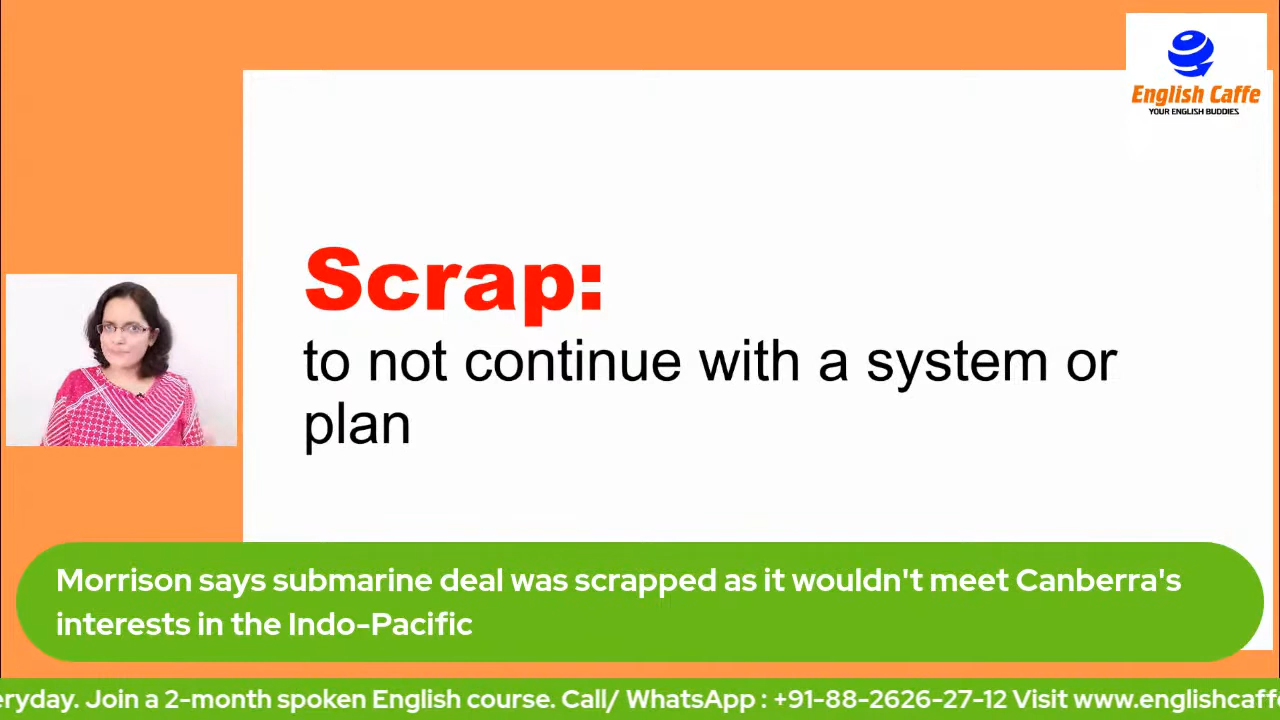 English Caffe
YOUR ENGLISH BUDDIES
Scrap:
to not continue with a system or
plan
Morrison says submarine deal was scrapped as it wouldn't meet Canberra's
interests in the Indo-Pacific
eryday. Join a 2-month spoken English course. Call/ WhatsApp : +91-88-2626-27-12 Visit www.englishcaffe